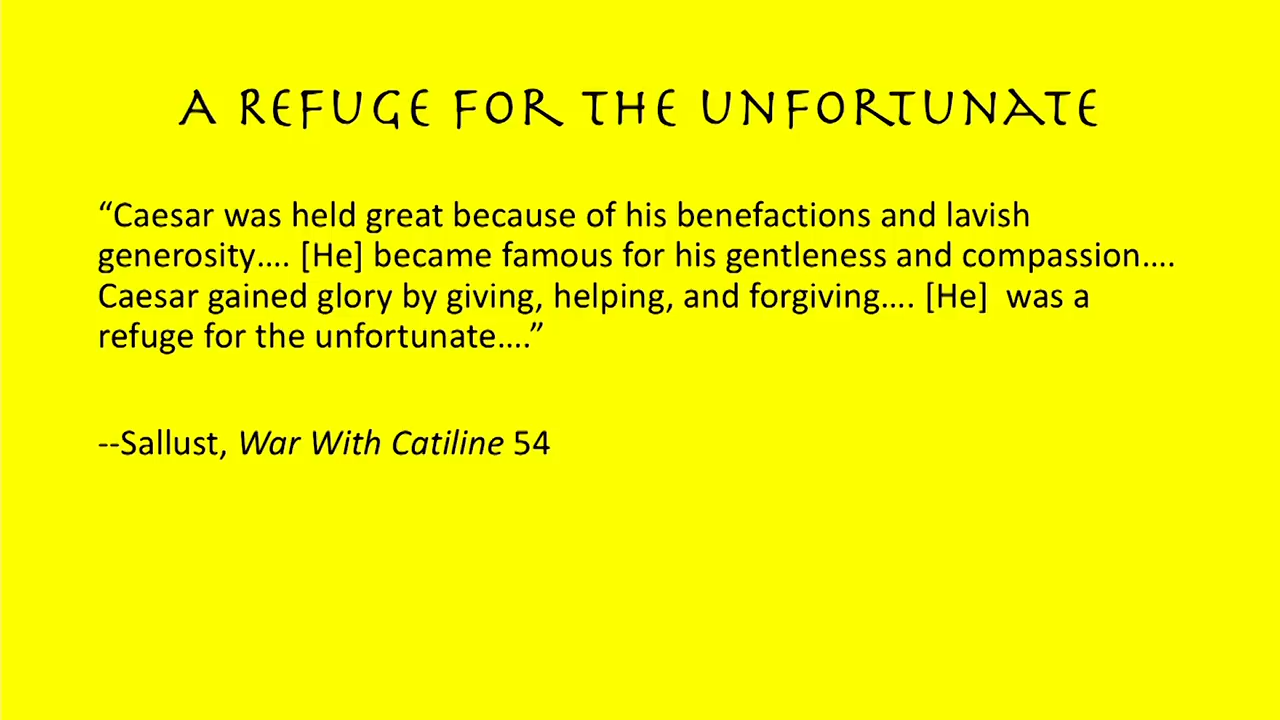 A REFUGE FOR THE UNFORTUNATE
“Caesar was held great because of his benefactions and lavish
generosity…. [He] became famous for his gentleness and compassion….
Caesar gained glory by giving, helping, and forgiving…. [He]  was a
refuge for the unfortunate….”
--Sallust, War With Catiline 54